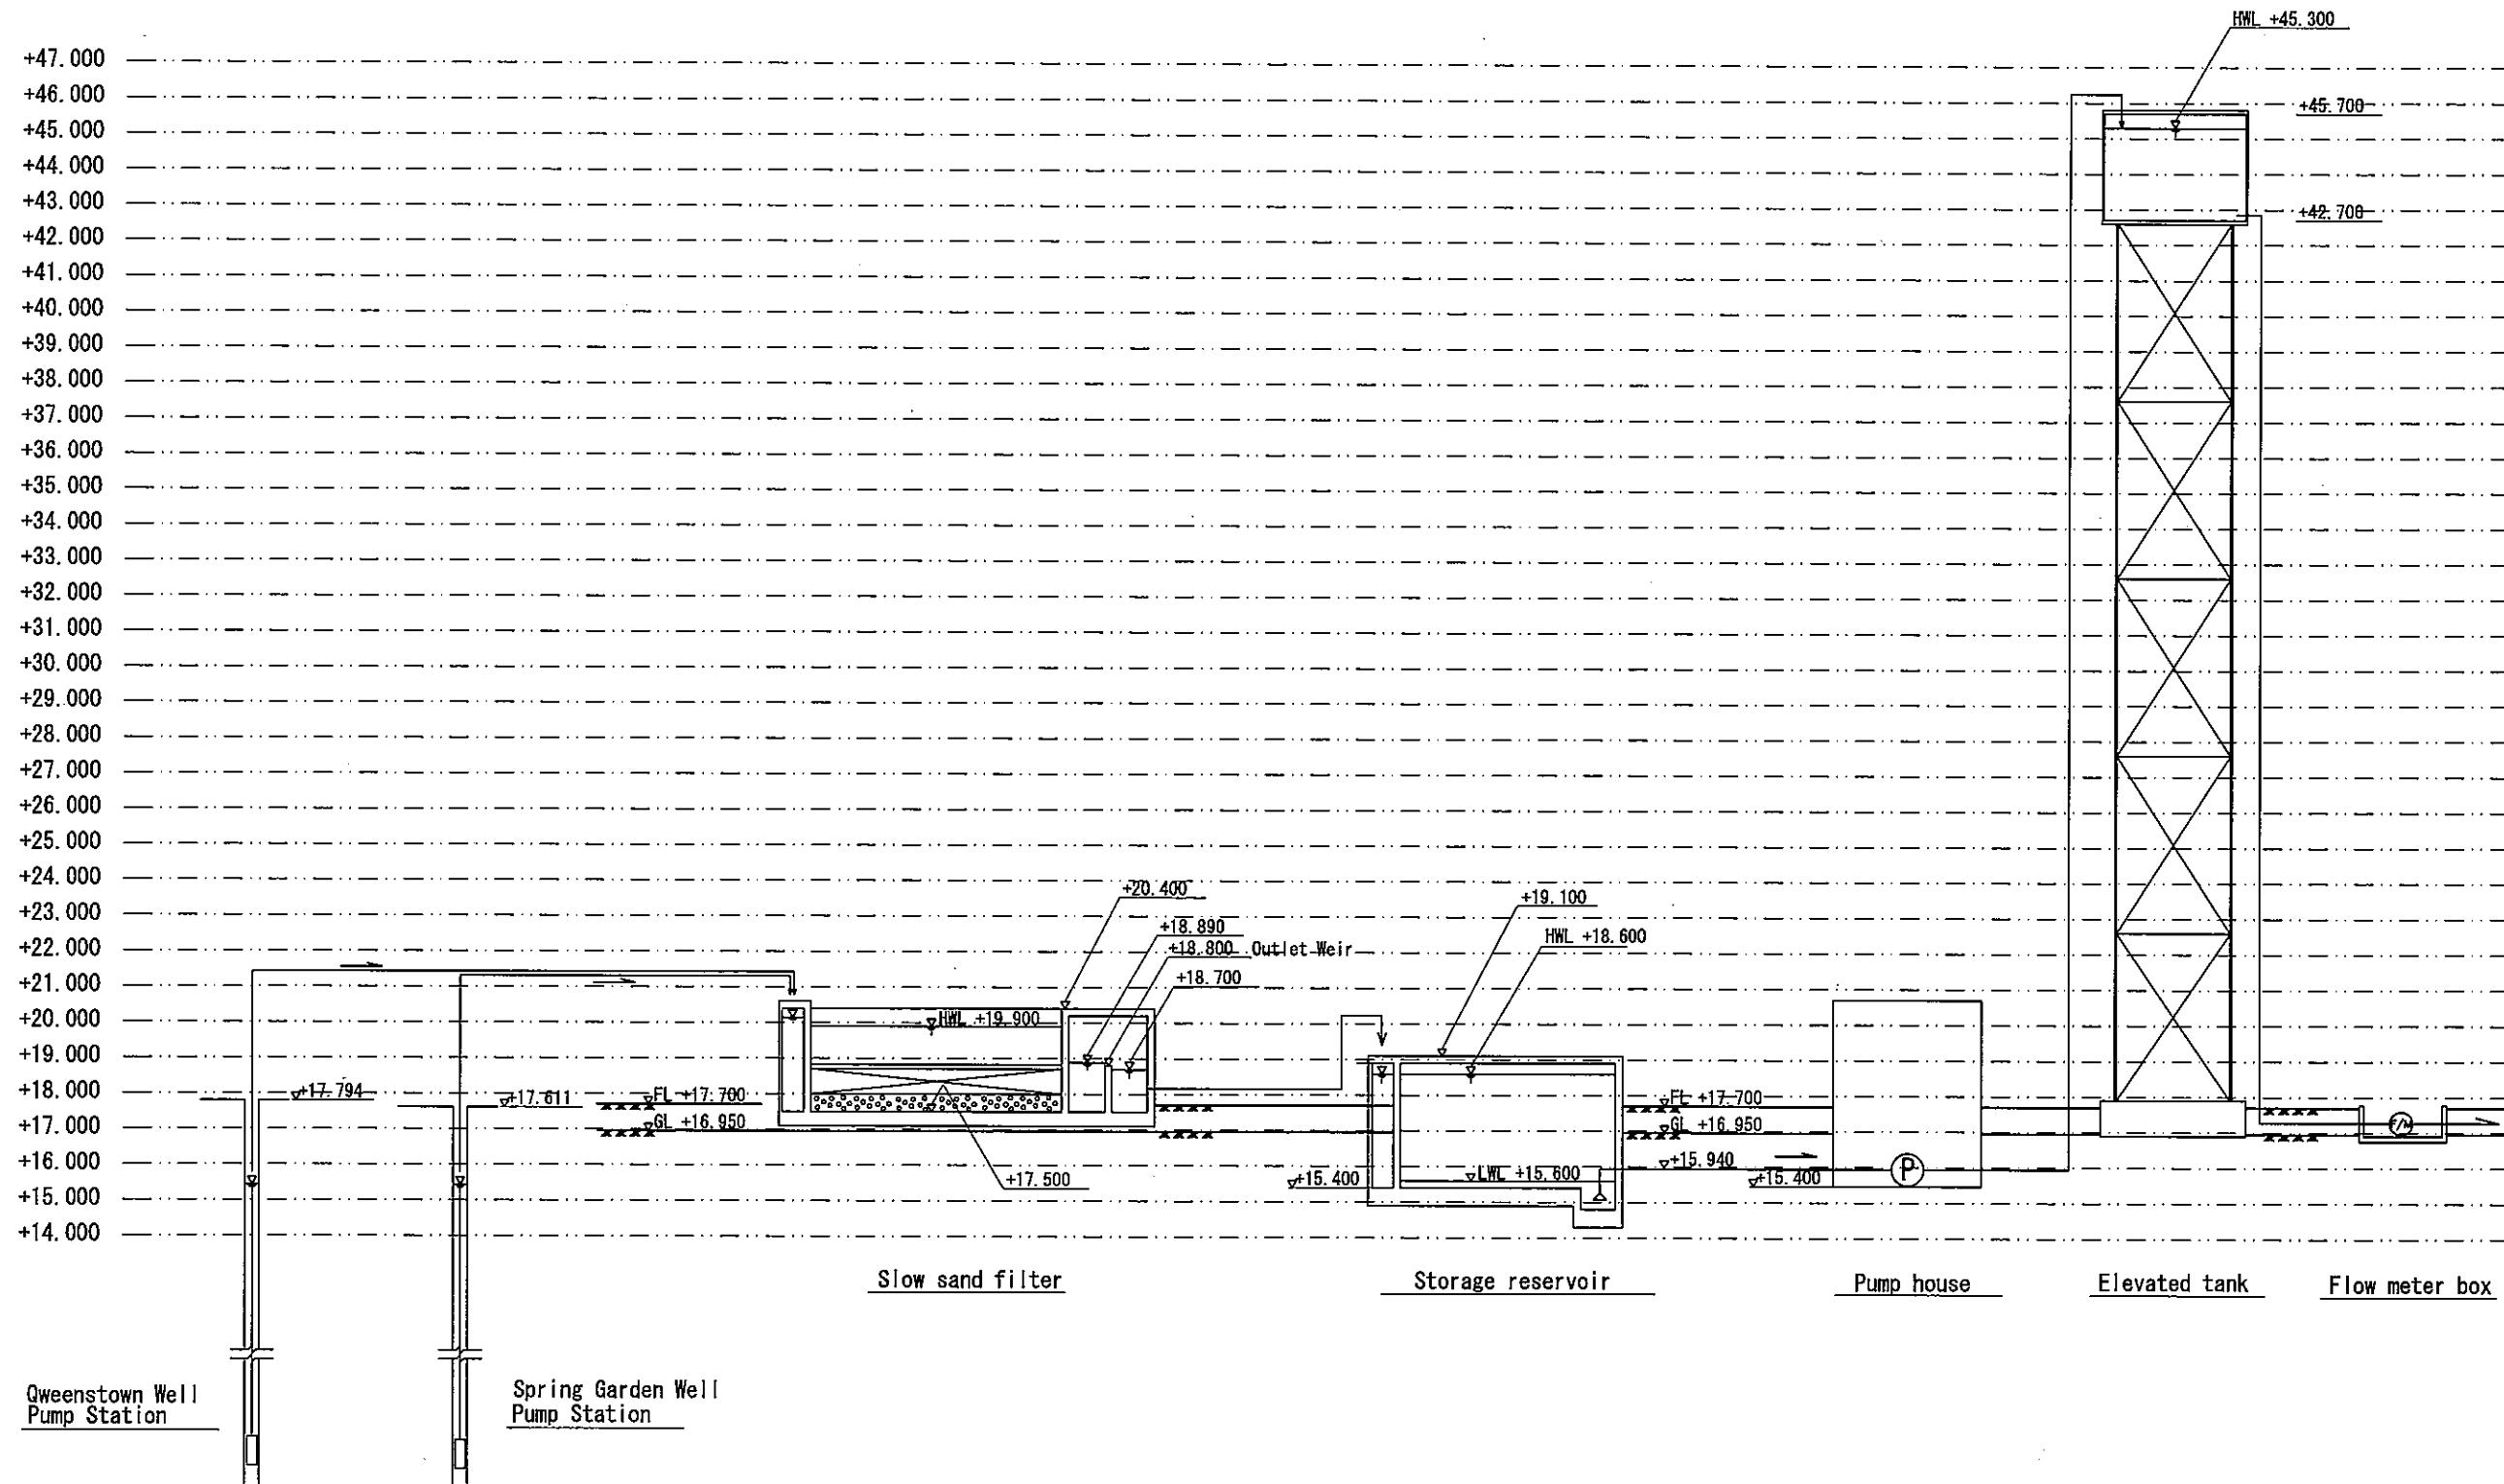 HWL +45.300
+47.000
+46.000
+45.700
+45.000
+44.000
+43.000
+42.700
+42.000
+41.000
+40.000
+39.000
+38.000
+37.000
+36.000
+35.000
+34.000
+33.000
+32.000
+31.000
+30.000
+29.000
+28.000
+27.000
+26.000
+25.000
+24.000
+20.400
+19.100
+23.000
+18.890
HWL +18.600
+22.000
+18.800 Outlet Weir
+21.000
+18.700
+20.000
HWL +19.900
+19.000
+18.000
+17.794
+17.611
FL +17.700
FL +17.700
+17.000
GL +16.950
GL +16.950
F/M
+16.000
+15.940
P
+15.000
+17.500
+15.400
LWL +15.600
+15.400
+14.000
Slow sand filter
Storage reservoir
Pump house
Elevated tank
Flow meter box
Qweenstown Well
Pump Station
Spring Garden Well
Pump Station